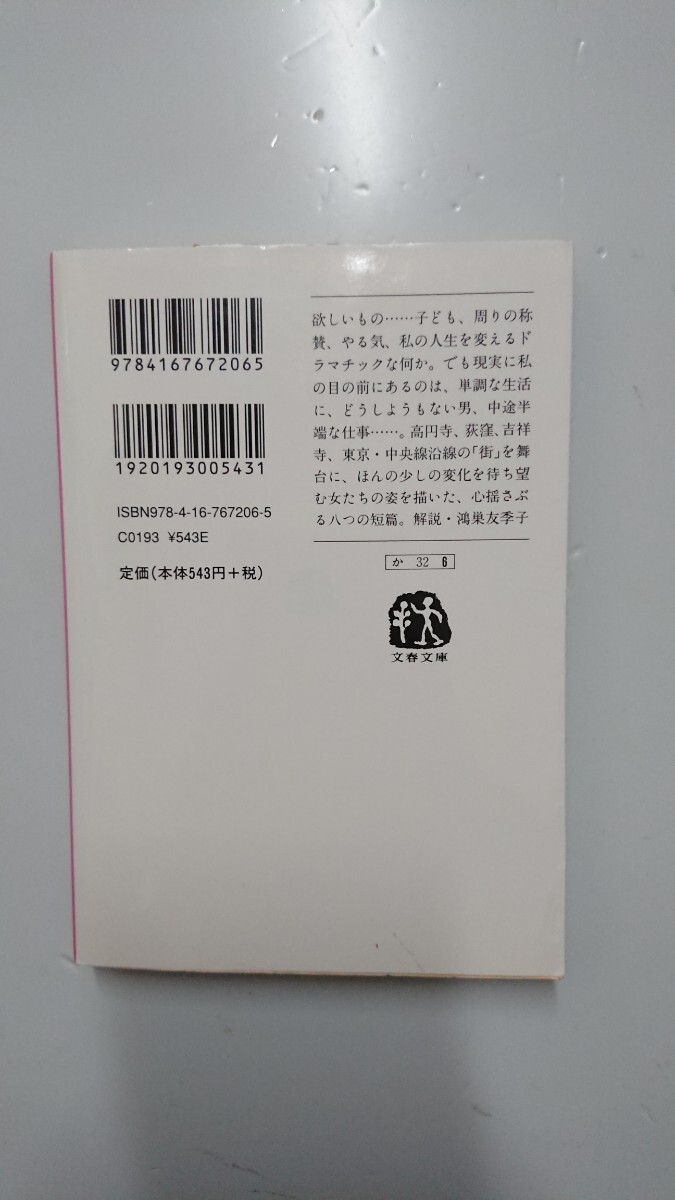 9784167672065
1920193005431
ISBN978-4-16-767206-5
C0193 ¥543E
定価(本体543円+税)
欲しいもの……子ども、周りの称
賛、やる気、私の人生を変えるド
ラマチックな何か。でも現実に私
の目の前にあるのは、単調な生活
に、どうしようもない男、中途半
端な仕事……。高円寺、荻窪、吉祥
寺、東京・中央線沿線の「街」を舞
台に、ほんの少しの変化を待ち望
む女たちの姿を描いた、心揺さぶ
る八つの短篇。解説・鴻巣友季子
か 32 6
文春文庫